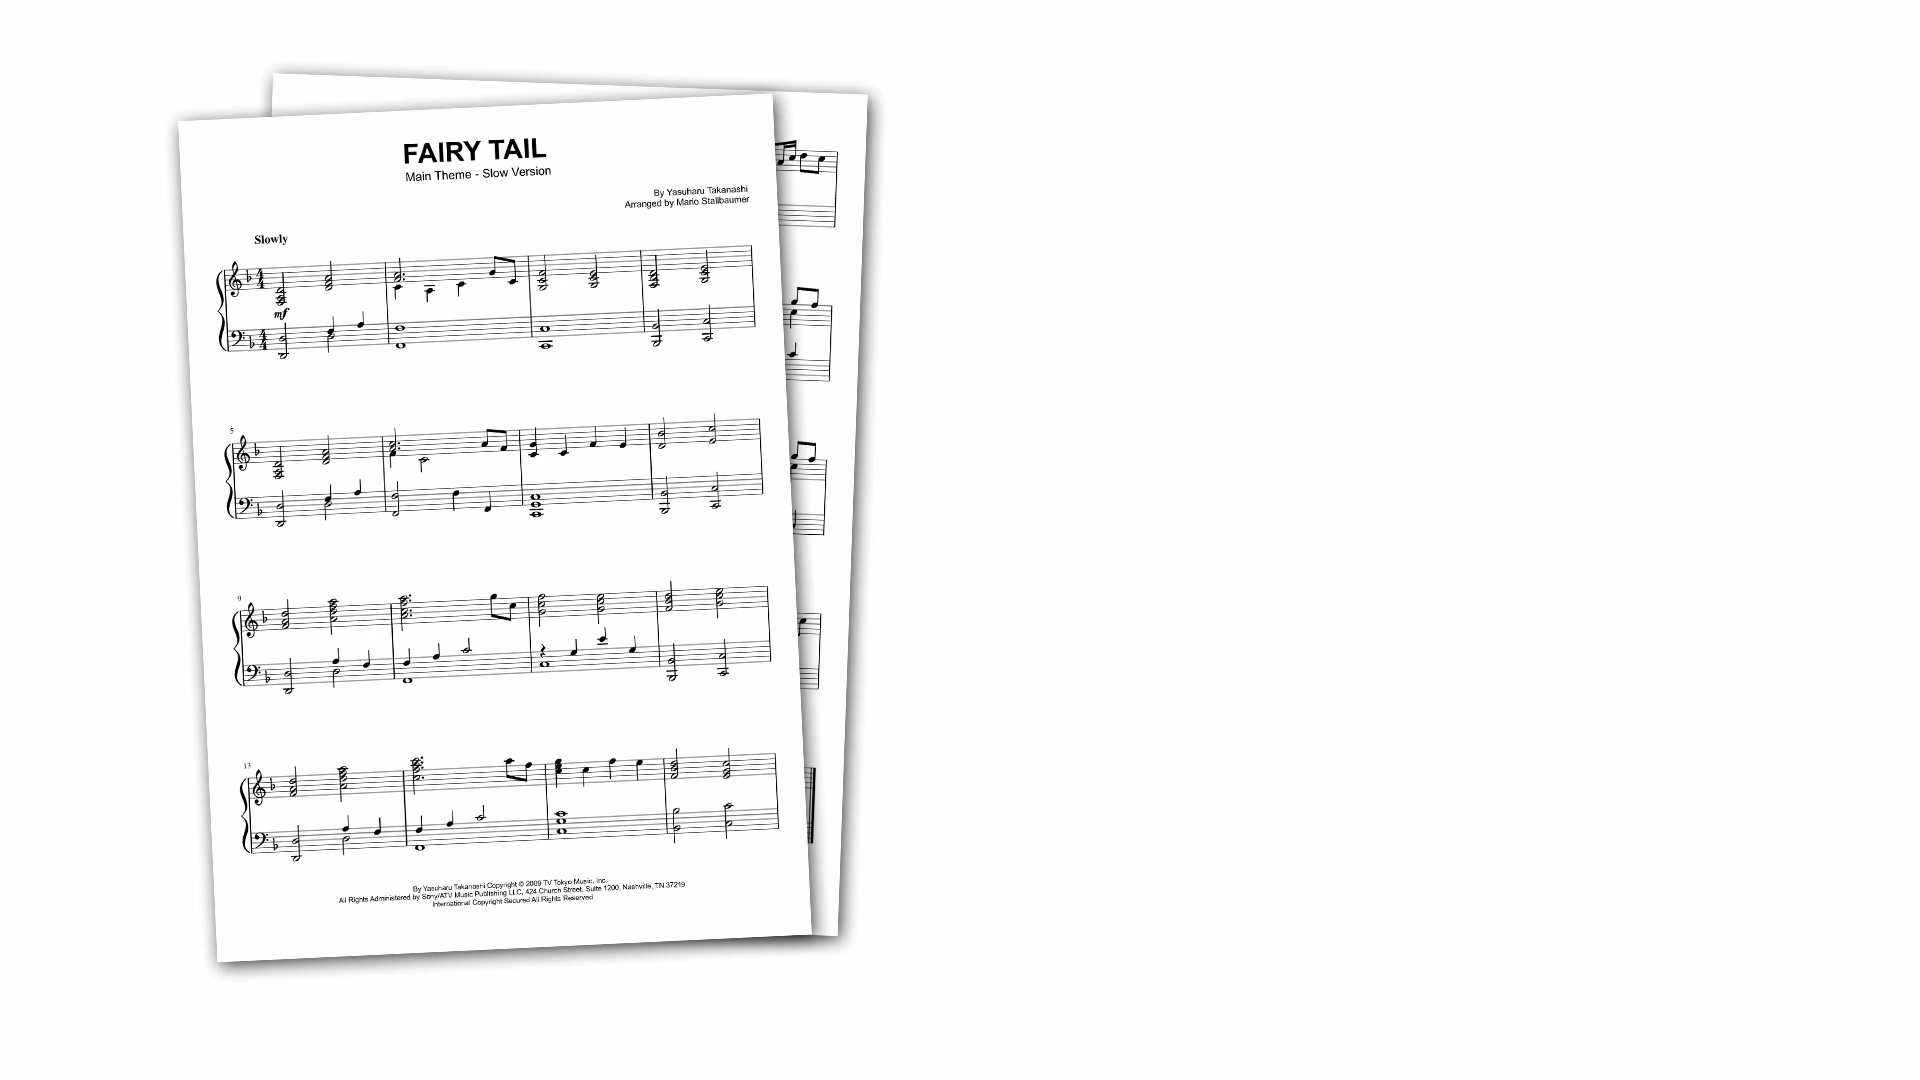 FAIRY TAIL
Main Theme - Slow Version
By Yasuharu Takanashi
Arranged by Mario Stallbaumer
Slowly
mf
5
9
13
By Yasuharu Takanashi Copyright © 2009 TV Tokyo Music, Inc.
All Rights Administered by Sony/ATV Music Publishing LLC, 424 Church Street, Suite 1200, Nashville, TN 37219
International Copyright Secured All Rights Reserved